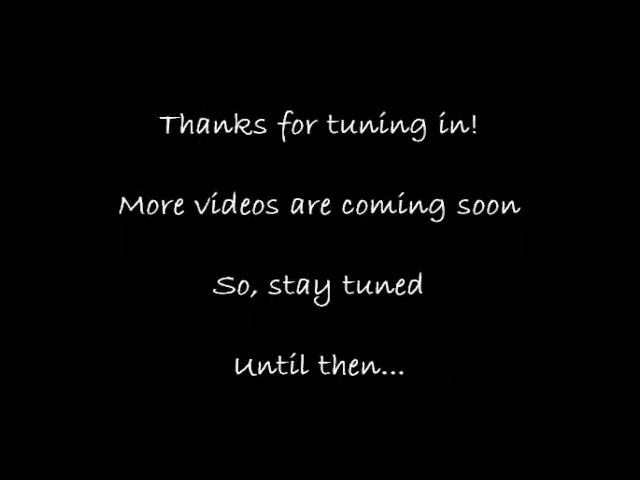 Thanks for tuning in!
More videos are coming soon
So, stay tuned
Until then...